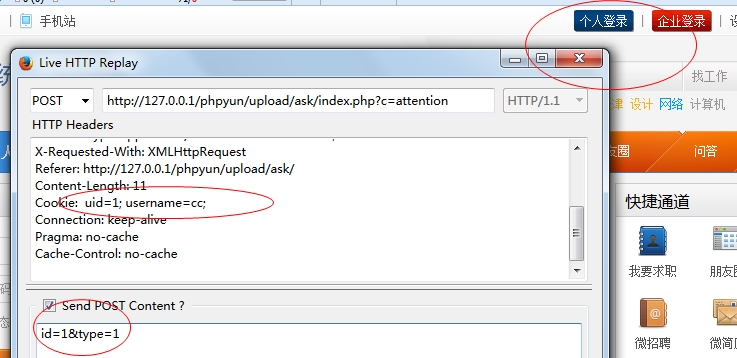 手机站
个人登录 | 企业登录 |
Live HTTP Replay
找工作
POST http://127.0.0.1/phpyun/upload/ask/index.php?c=attention HTTP/1.1
设计 网络 计算机
HTTP Headers
X-Requested-With: XMLHttpRequest
友圈 问答
Referer: http://127.0.0.1/phpyun/upload/ask/
Content-Length: 11
Cookie: uid=1; username=cc;
快捷通道
Connection: keep-alive
Pragma: no-cache
Cache-Control: no-cache
我要求职 朋友圈
Send POST Content ?
id=1&type=1
微招聘 微简历